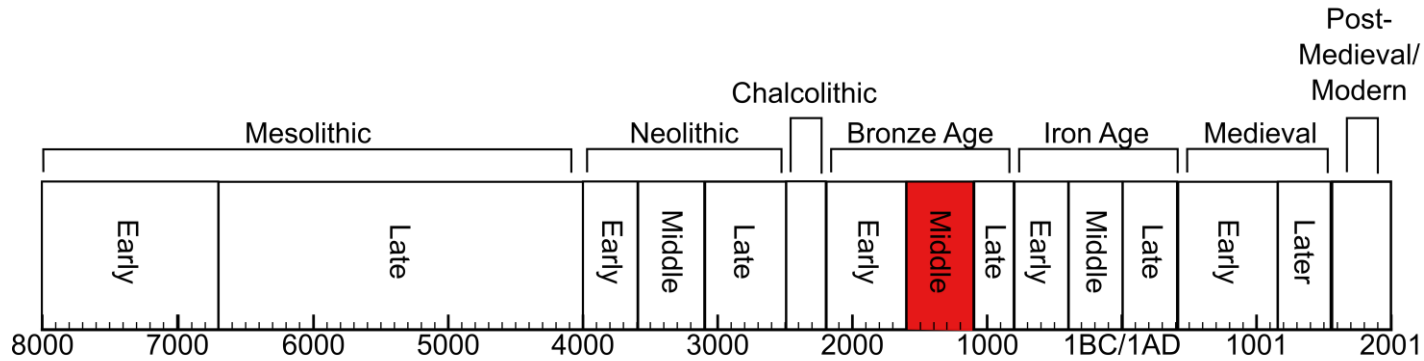 Post-
Medieval/
Modern
Chalcolithic
Mesolithic
Neolithic
Bronze Age
Iron Age
Medieval
Early
Late
Early
Middle
Late
Early
Middle
Late
Early
Middle
Late
Early
Later
8000
7000
6000
5000
4000
3000
2000
1000
1BC/1AD
1001
2001